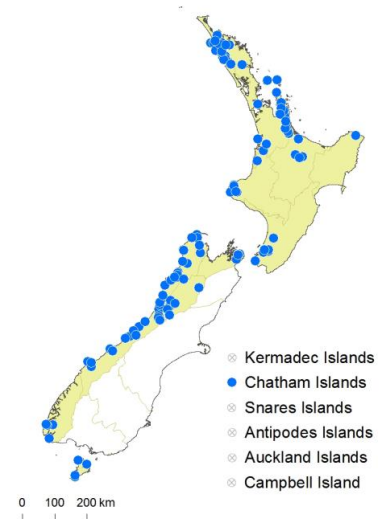 Kermadec Islands
Chatham Islands
Snares Islands
Antipodes Islands
Auckland Islands
Campbell Island
0 100 200 km